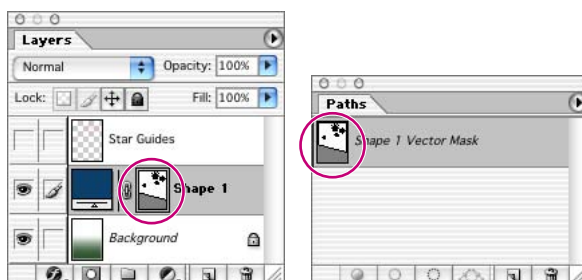 Layers
Normal Opacity: 100%
Lock: Fill: 100%
Star Guides
Shape 1
Background
Paths
Shape 1 Vector Mask